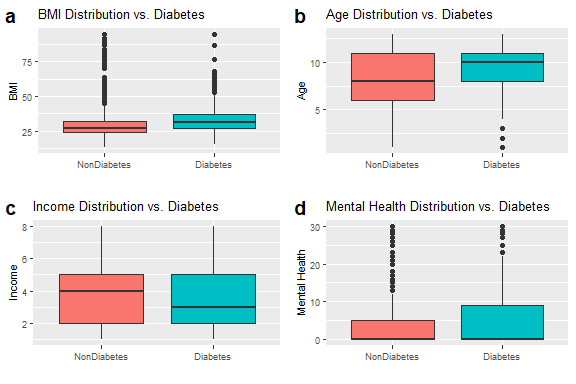 a
BMI Distribution vs. Diabetes
BMI
75
50
25
NonDiabetes
Diabetes
b
Age Distribution vs. Diabetes
Age
10
5
NonDiabetes
Diabetes
c
Income Distribution vs. Diabetes
Income
8
6
4
2
NonDiabetes
Diabetes
d
Mental Health Distribution vs. Diabetes
Mental Health
30
20
10
0
NonDiabetes
Diabetes